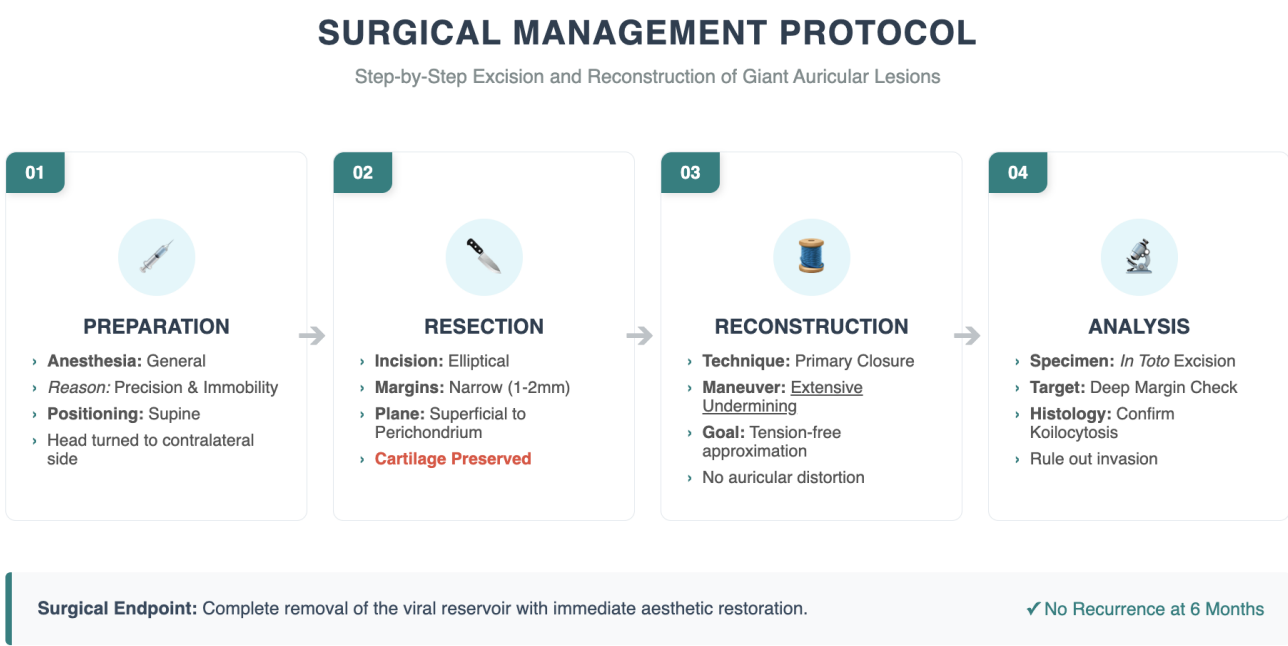 SURGICAL MANAGEMENT PROTOCOL
Step-by-Step Excision and Reconstruction of Giant Auricular Lesions
01
PREPARATION
› Anesthesia: General
› Reason: Precision & Immobility
› Positioning: Supine
› Head turned to contralateral
side
02
RESECTION
› Incision: Elliptical
› Margins: Narrow (1-2mm)
› Plane: Superficial to
Perichondrium
› Cartilage Preserved
03
RECONSTRUCTION
› Technique: Primary Closure
› Maneuver: Extensive
Undermining
› Goal: Tension-free
approximation
› No auricular distortion
04
ANALYSIS
› Specimen: In Toto Excision
› Target: Deep Margin Check
› Histology: Confirm
Koilocytosis
› Rule out invasion
Surgical Endpoint: Complete removal of the viral reservoir with immediate aesthetic restoration.
✓ No Recurrence at 6 Months